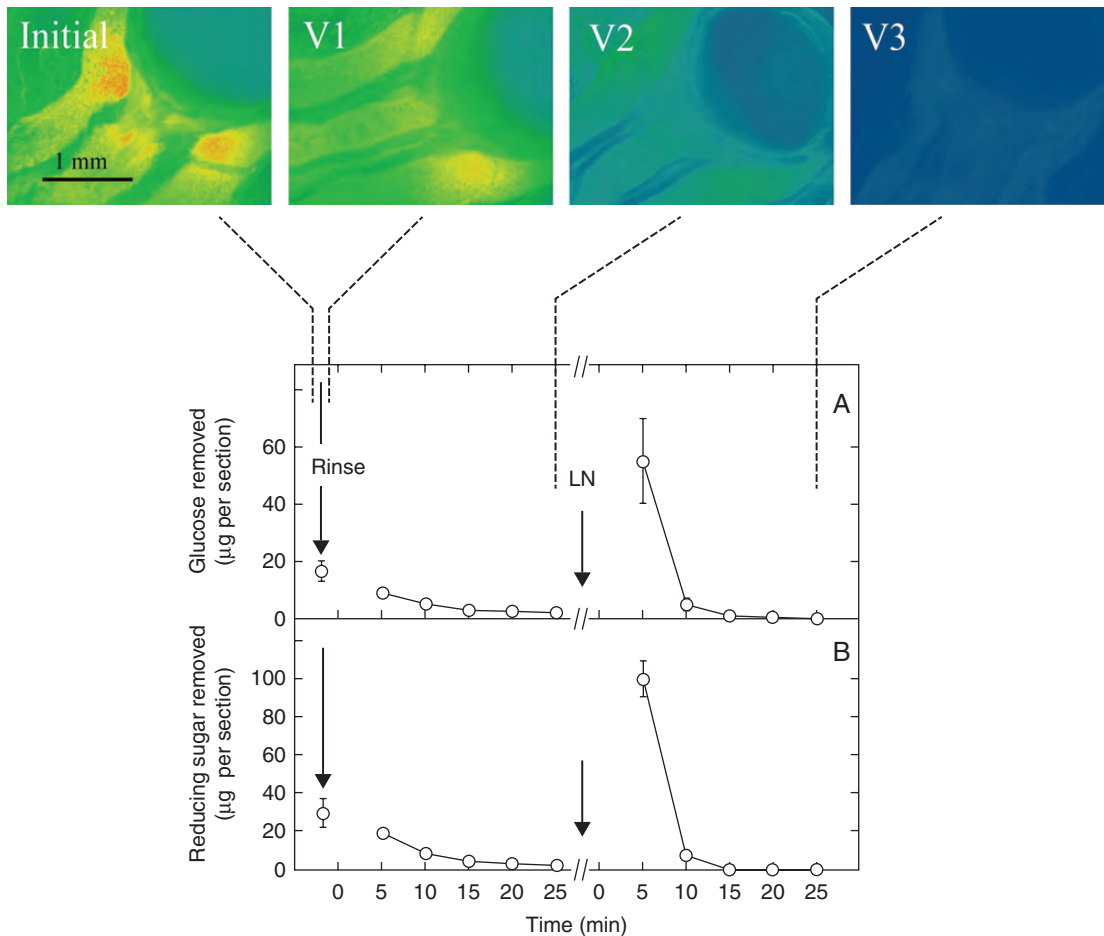 Initial
V1
V2
V3
1 mm
A
Glucose removed
(µg per section)
60
40
20
0
Rinse
LN
//
//
B
Reducing sugar removed
(µg per section)
100
80
60
40
20
0
//
0 5 10 15 20 25 // 0 5 10 15 20 25
Time (min)